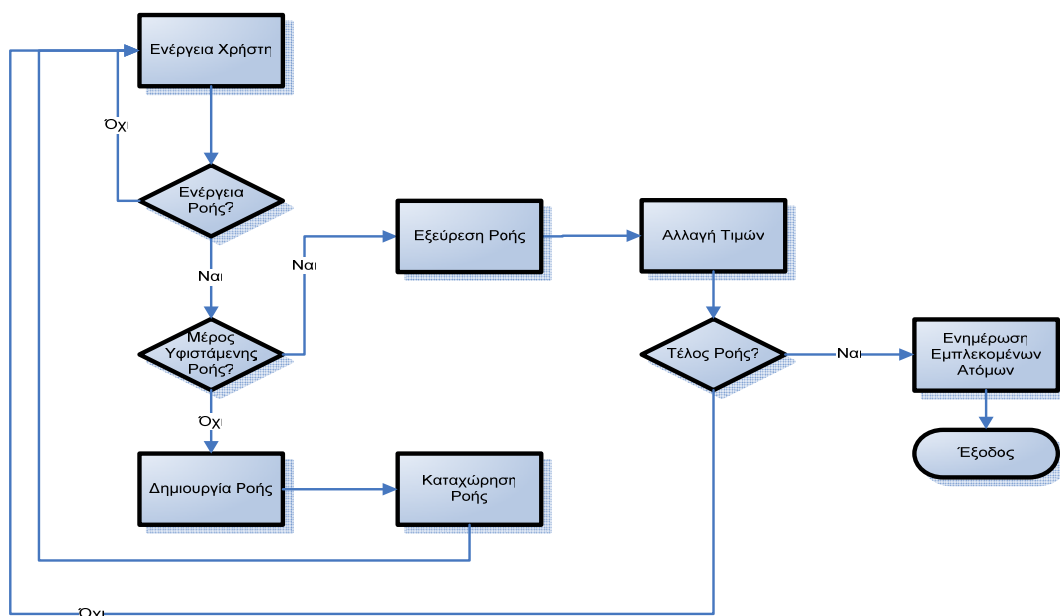 Ενέργεια Χρήστη
Όχι
Ενέργεια
Ροής?
Ναι
Ναι
Εξεύρεση Ροής
Αλλαγή Τιμών
Μέρος
Υφιστάμενης
Ροής?
Τέλος Ροής?
Ναι
Ενημέρωση
Εμπλεκομένων
Ατόμων
Όχι
Έξοδος
Δημιουργία Ροής
Καταχώρηση
Ροής
Όχι